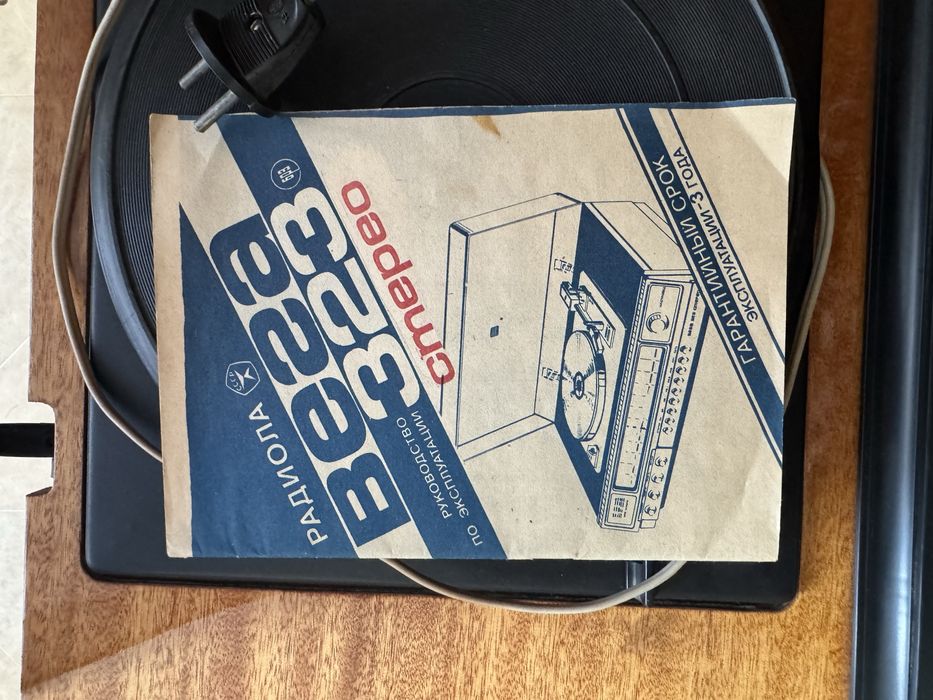 РАДИОЛА
вега
323
стерео
РУКОВОДСТВО
ПО ЭКСПЛУАТАЦИИ
ГАРАНТИЙНЫЙ СРОК
ЭКСПЛУАТАЦИИ-3 ГОДА